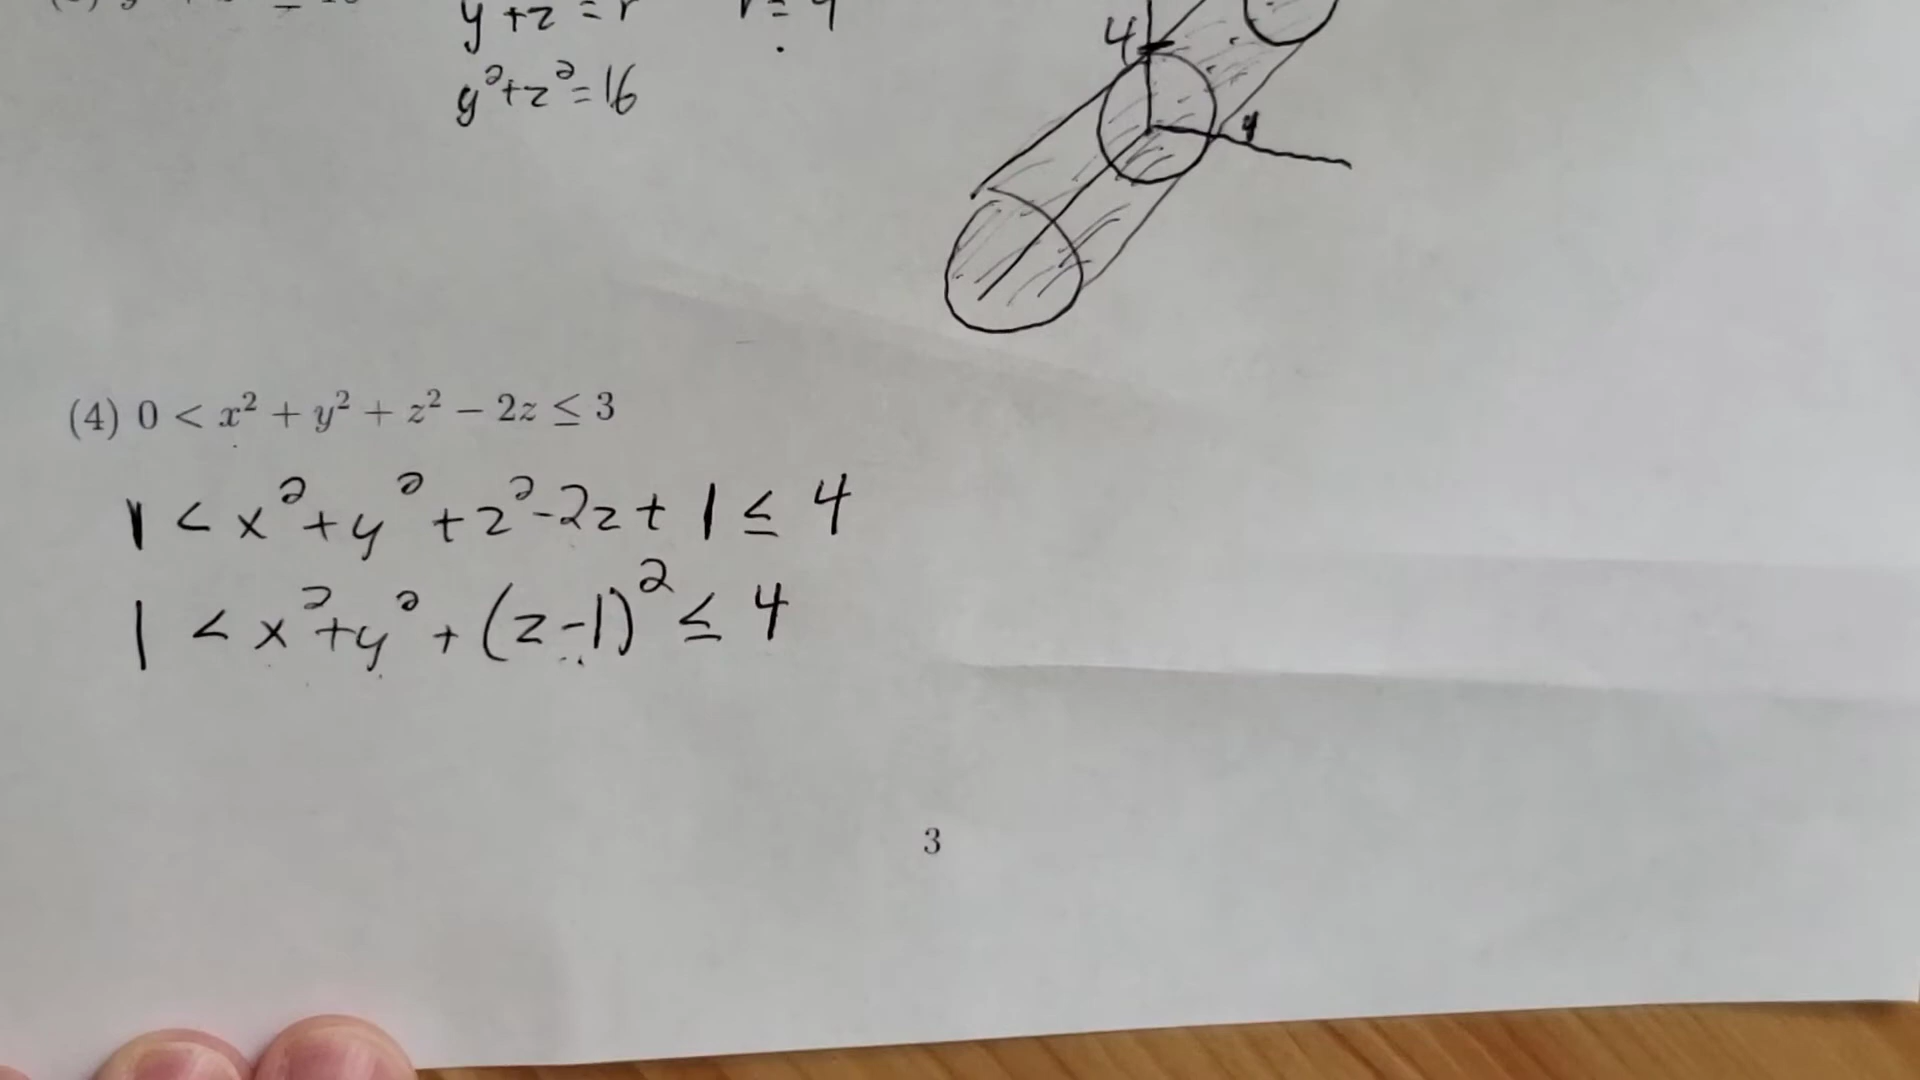 y + z = r
r = 4
y² + z² = 16
4
4
(4) 0 < x² + y² + z² − 2z ≤ 3
1 < x² + y² + z² - 2z + 1 ≤ 4
1 < x² + y² + (z - 1)² ≤ 4
3